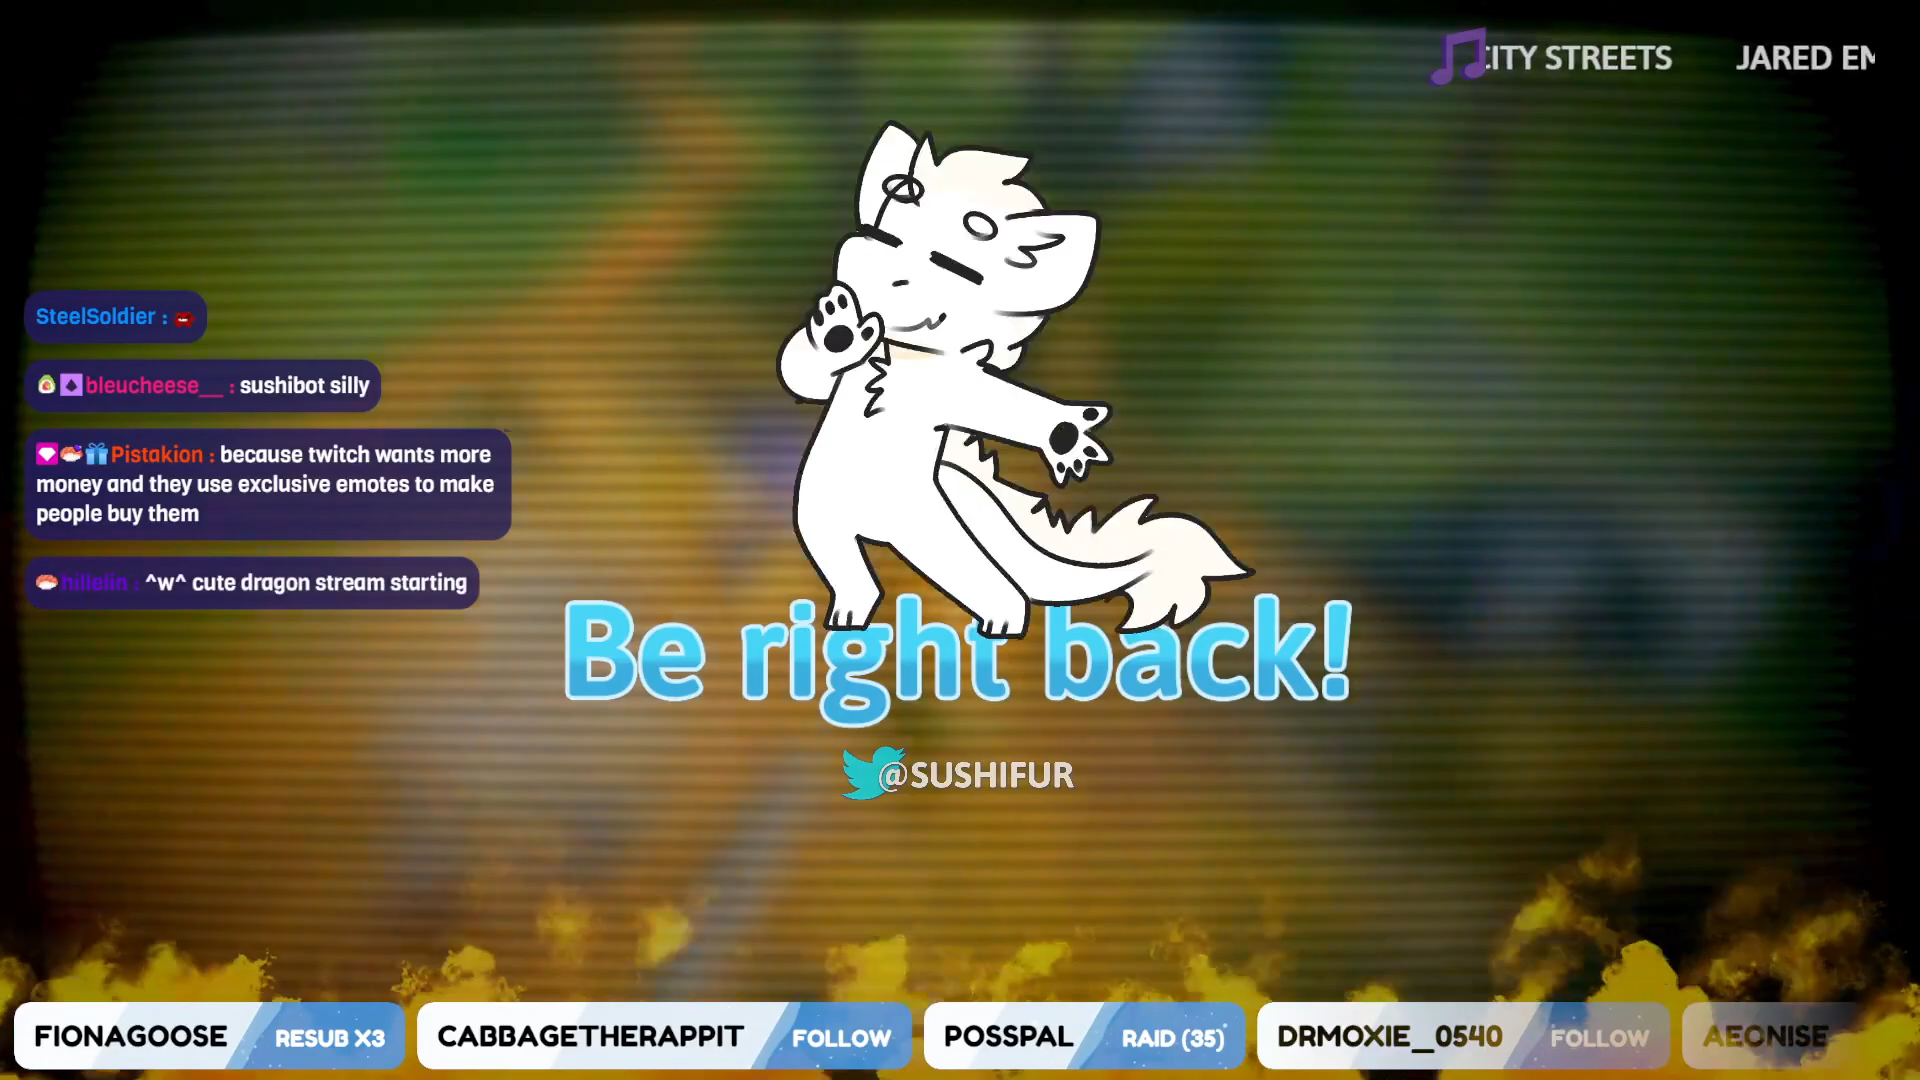 CITY STREETS JARED EM
SteelSoldier :
bleucheese__ : sushibot silly
Pistakion : because twitch wants more
money and they use exclusive emotes to make
people buy them
hillelin : ^w^ cute dragon stream starting
Be right back!
@SUSHIFUR
FIONAGOOSE RESUB X3 CABBAGETHERAPPIT FOLLOW POSSPAL RAID (35) DRMOXIE_0540 FOLLOW AEONISE